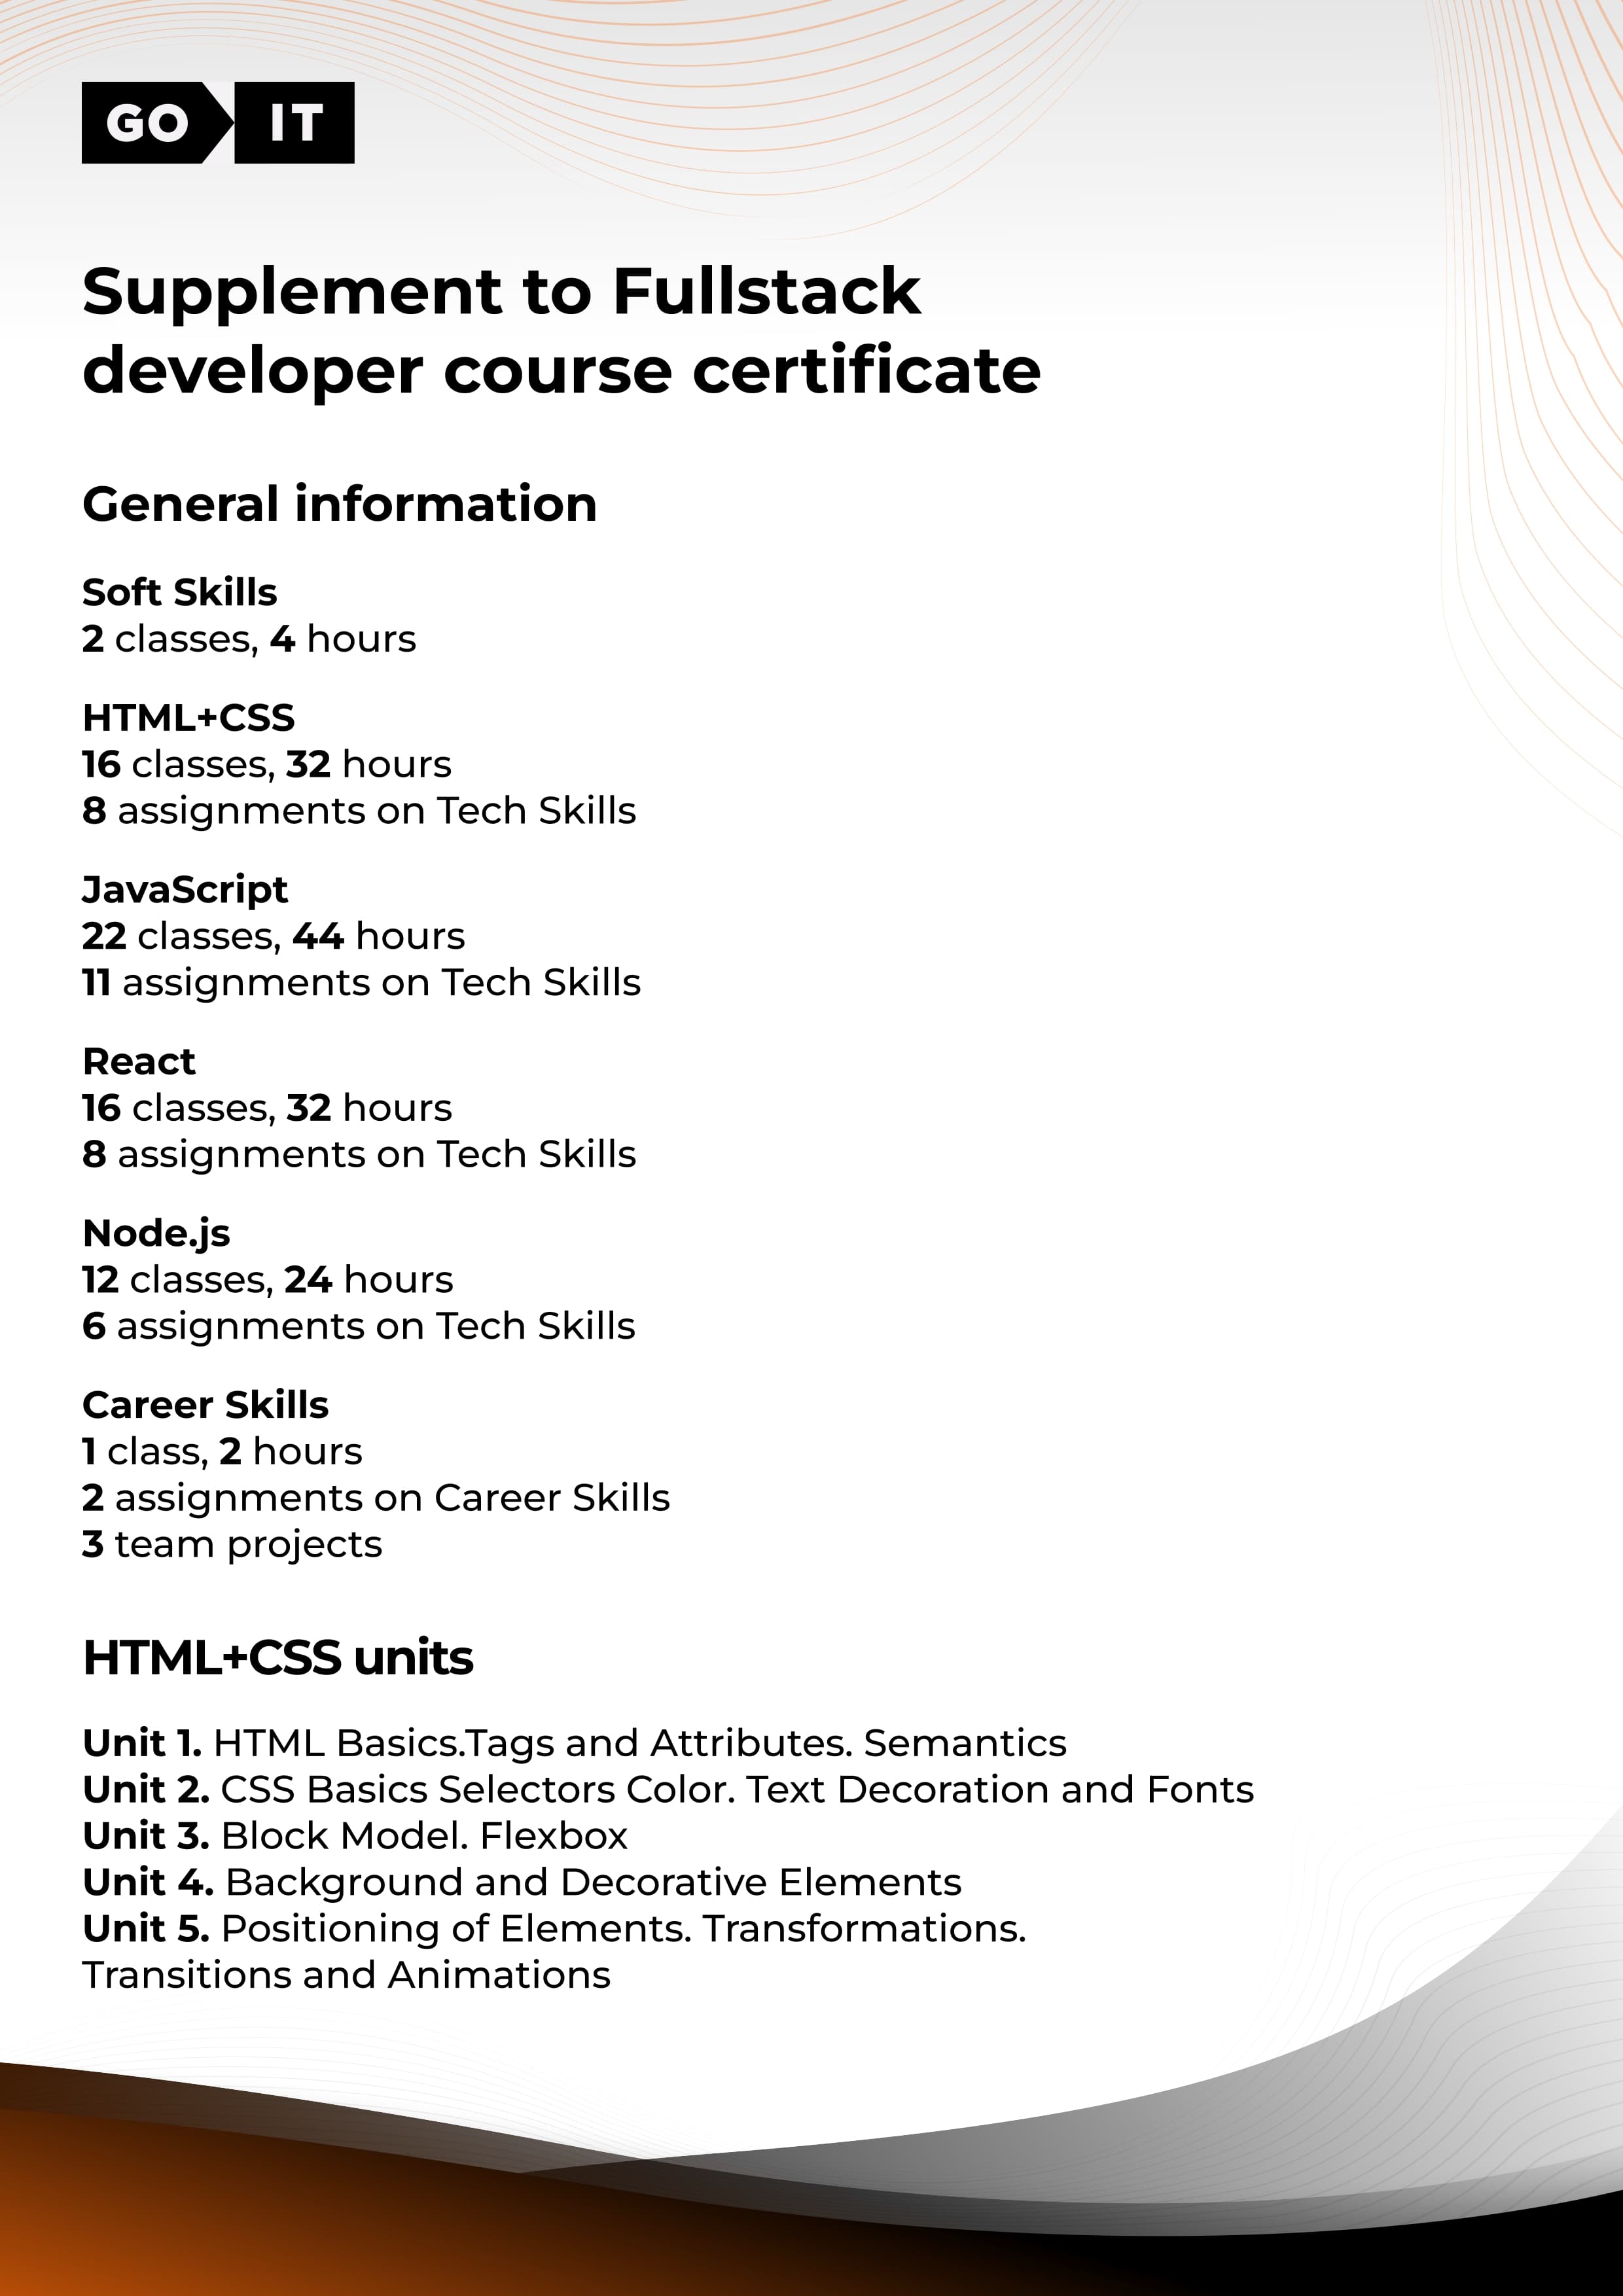 GO IT
Supplement to Fullstack
developer course certificate
General information
Soft Skills
2 classes, 4 hours
HTML+CSS
16 classes, 32 hours
8 assignments on Tech Skills
JavaScript
22 classes, 44 hours
11 assignments on Tech Skills
React
16 classes, 32 hours
8 assignments on Tech Skills
Node.js
12 classes, 24 hours
6 assignments on Tech Skills
Career Skills
1 class, 2 hours
2 assignments on Career Skills
3 team projects
HTML+CSS units
Unit 1. HTML Basics.Tags and Attributes. Semantics
Unit 2. CSS Basics Selectors Color. Text Decoration and Fonts
Unit 3. Block Model. Flexbox
Unit 4. Background and Decorative Elements
Unit 5. Positioning of Elements. Transformations.
Transitions and Animations